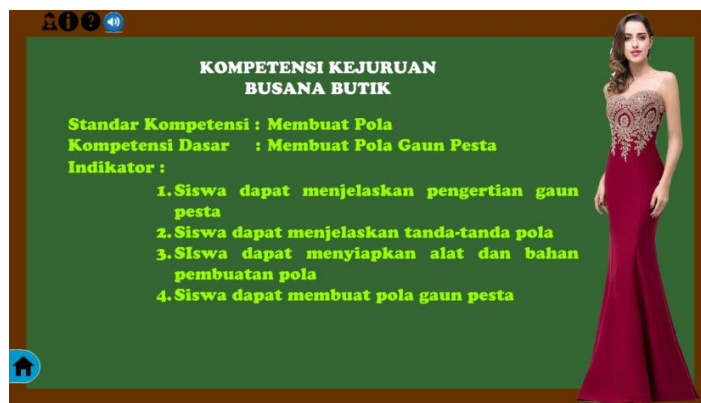 KOMPETENSI KEJURUAN
BUSANA BUTIK
Standar Kompetensi : Membuat Pola
Kompetensi Dasar : Membuat Pola Gaun Pesta
Indikator :
1. Siswa dapat menjelaskan pengertian gaun
pesta
2. Siswa dapat menjelaskan tanda-tanda pola
3. SIswa dapat menyiapkan alat dan bahan
pembuatan pola
4. Siswa dapat membuat pola gaun pesta